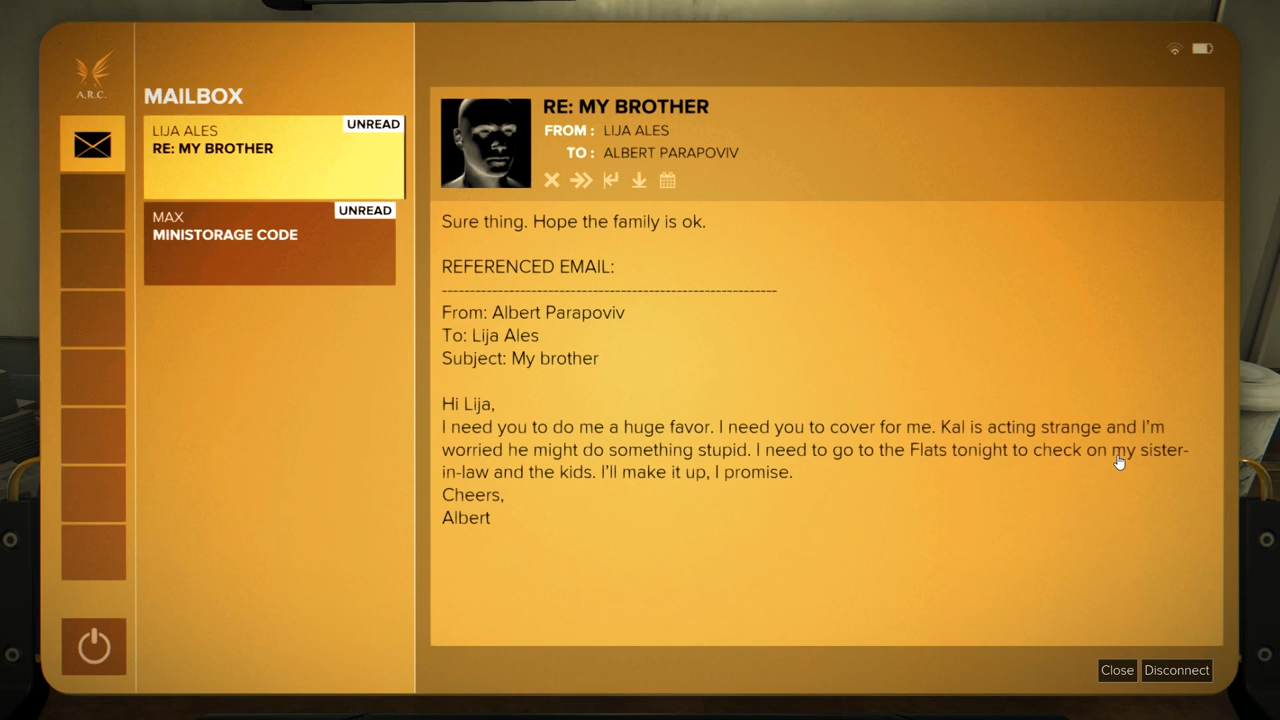 A.R.C.
MAILBOX
LIJA ALES
UNREAD
RE: MY BROTHER
MAX
UNREAD
MINISTORAGE CODE
RE: MY BROTHER
FROM : LIJA ALES
TO : ALBERT PARAPOVIV
Sure thing. Hope the family is ok.
REFERENCED EMAIL:
--------------------------------------------------------
From: Albert Parapoviv
To: Lija Ales
Subject: My brother
Hi Lija,
I need you to do me a huge favor. I need you to cover for me. Kal is acting strange and I'm
worried he might do something stupid. I need to go to the Flats tonight to check on my sister-
in-law and the kids. I'll make it up, I promise.
Cheers,
Albert
Close Disconnect